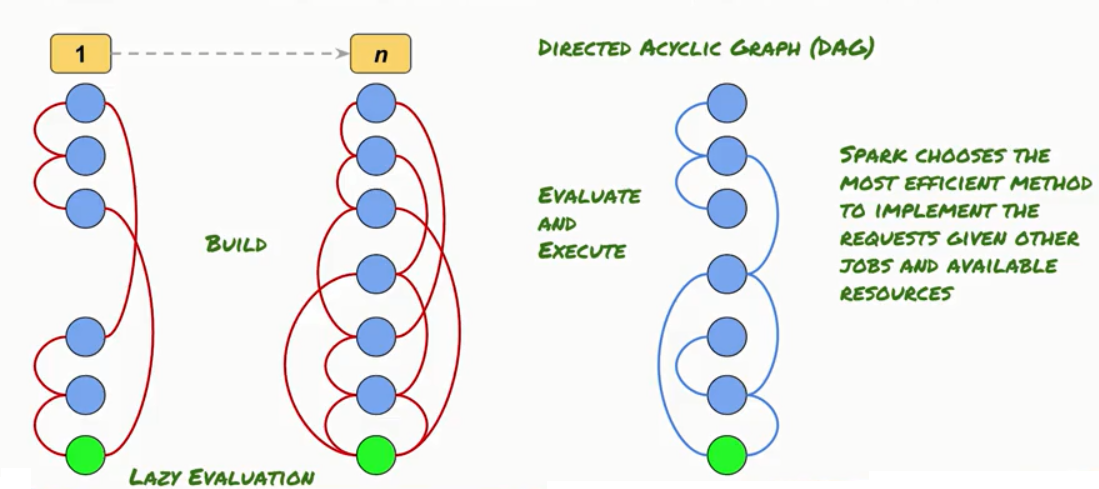 1
n
DIRECTED ACYCLIC GRAPH (DAG)
BUILD
EVALUATE
AND
EXECUTE
SPARK CHOOSES THE
MOST EFFICIENT METHOD
TO IMPLEMENT THE
REQUESTS GIVEN OTHER
JOBS AND AVAILABLE
RESOURCES
LAZY EVALUATION